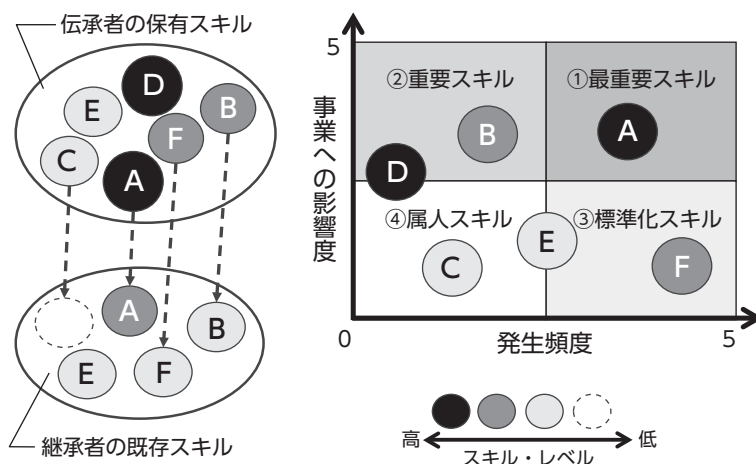 伝承者の保有スキル
D
E
B
F
C
A
A
B
E
F
継承者の既存スキル
5
②重要スキル
①最重要スキル
B
A
D
事業への影響度
④属人スキル
③標準化スキル
E
C
F
0
発生頻度
5
高
低
スキル・レベル